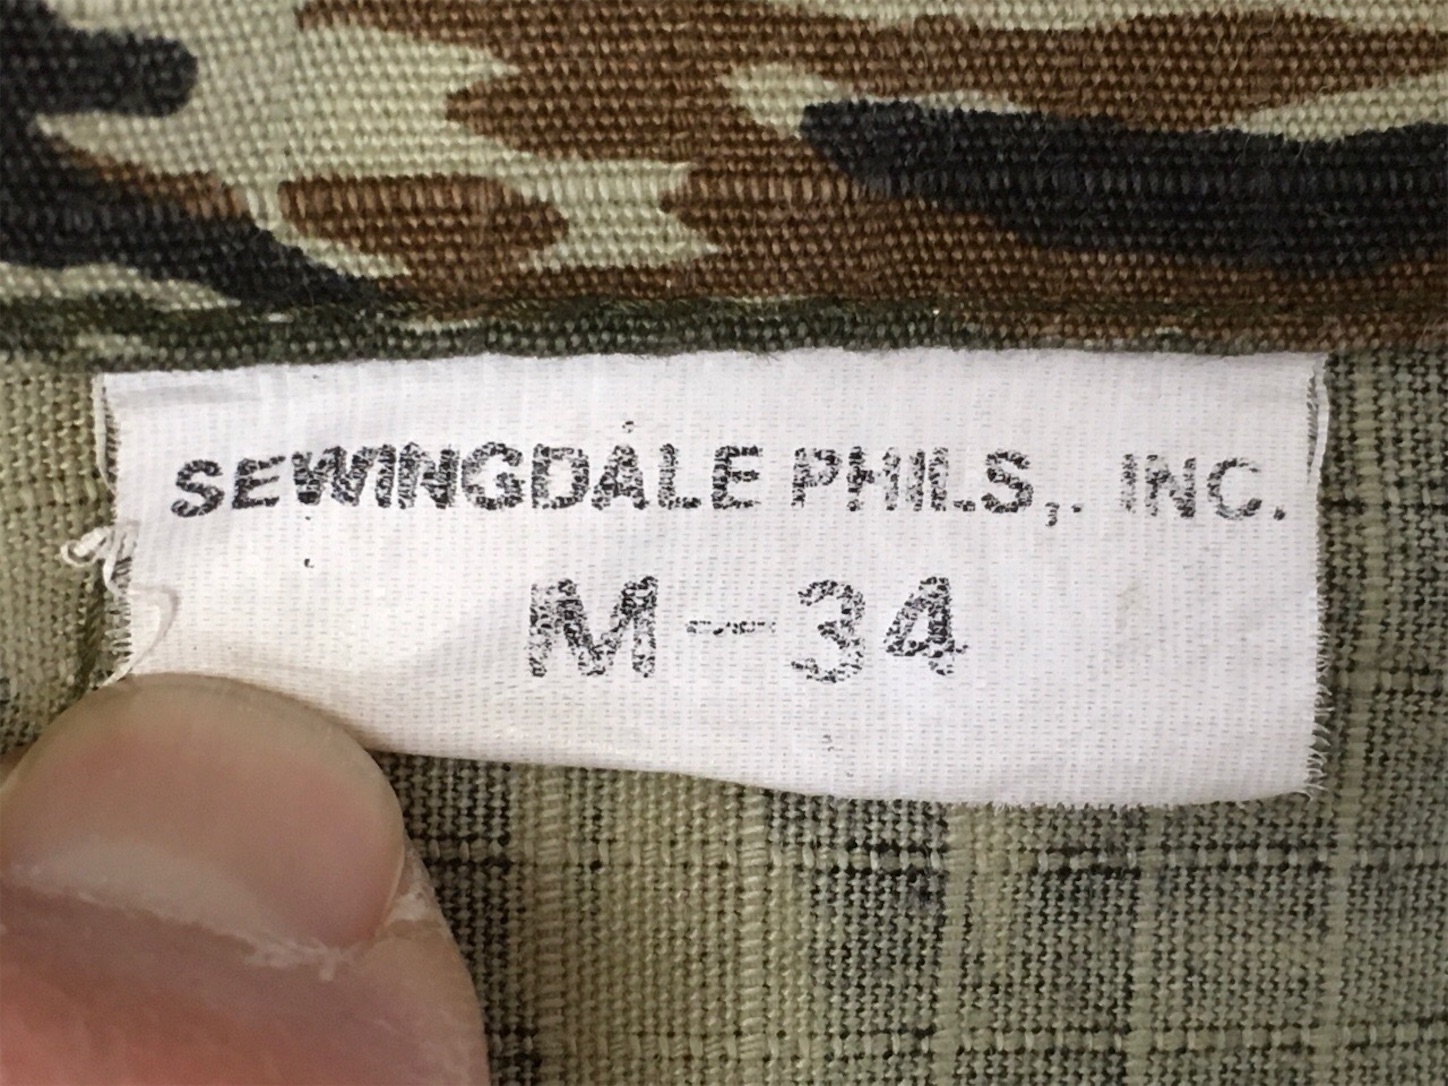 SEWINGDALE PHILS,. INC.
M-34